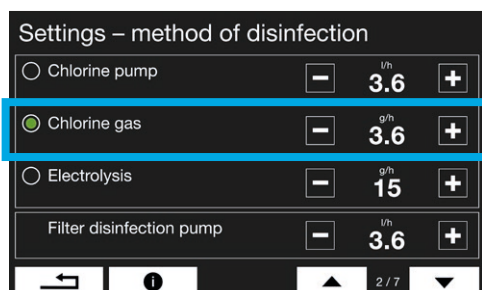 Settings – method of disinfection
Chlorine pump
l/h
− 3.6 +
Chlorine gas
g/h
− 3.6 +
Electrolysis
g/h
− 15 +
Filter disinfection pump
l/h
− 3.6 +
i
2/7